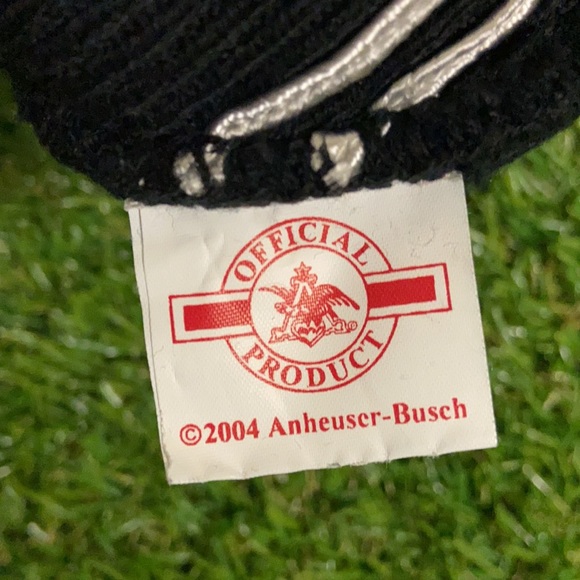 OFFICIAL
PRODUCT
©2004 Anheuser-Busch